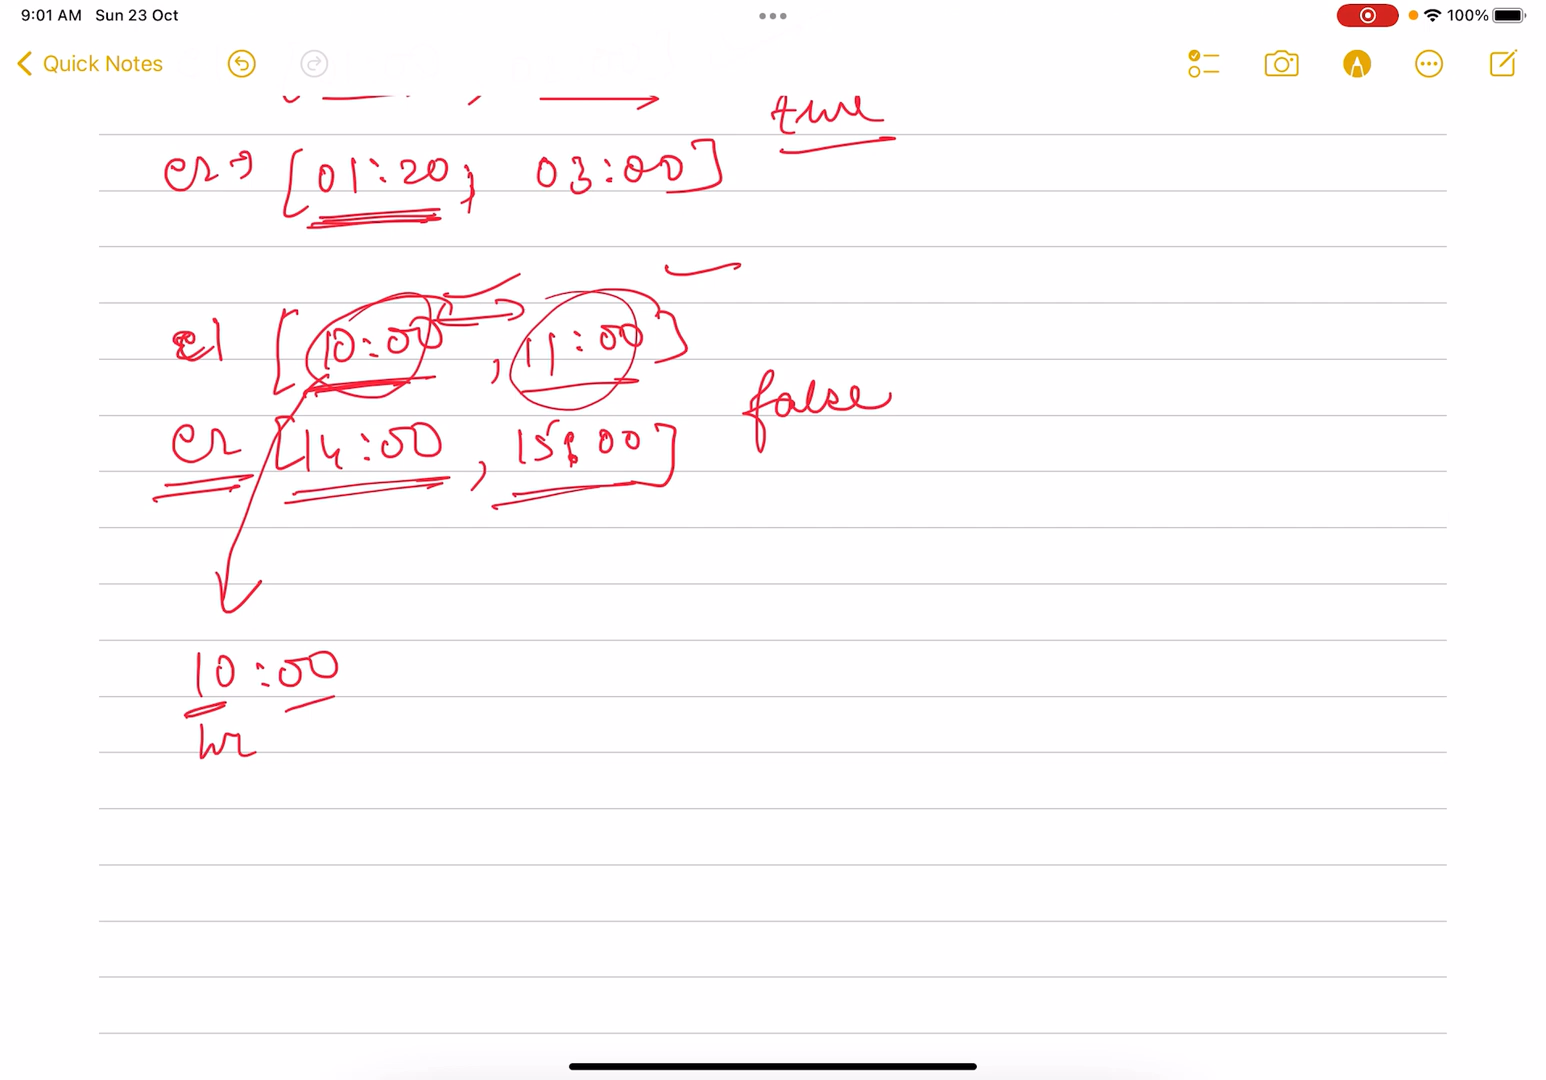 9:01 AM Sun 23 Oct
100%
Quick Notes
true
e2 → [01:20, 03:00]
e1 [10:00, 11:00]
false
e2 [14:00, 15:00]
10:00
hr